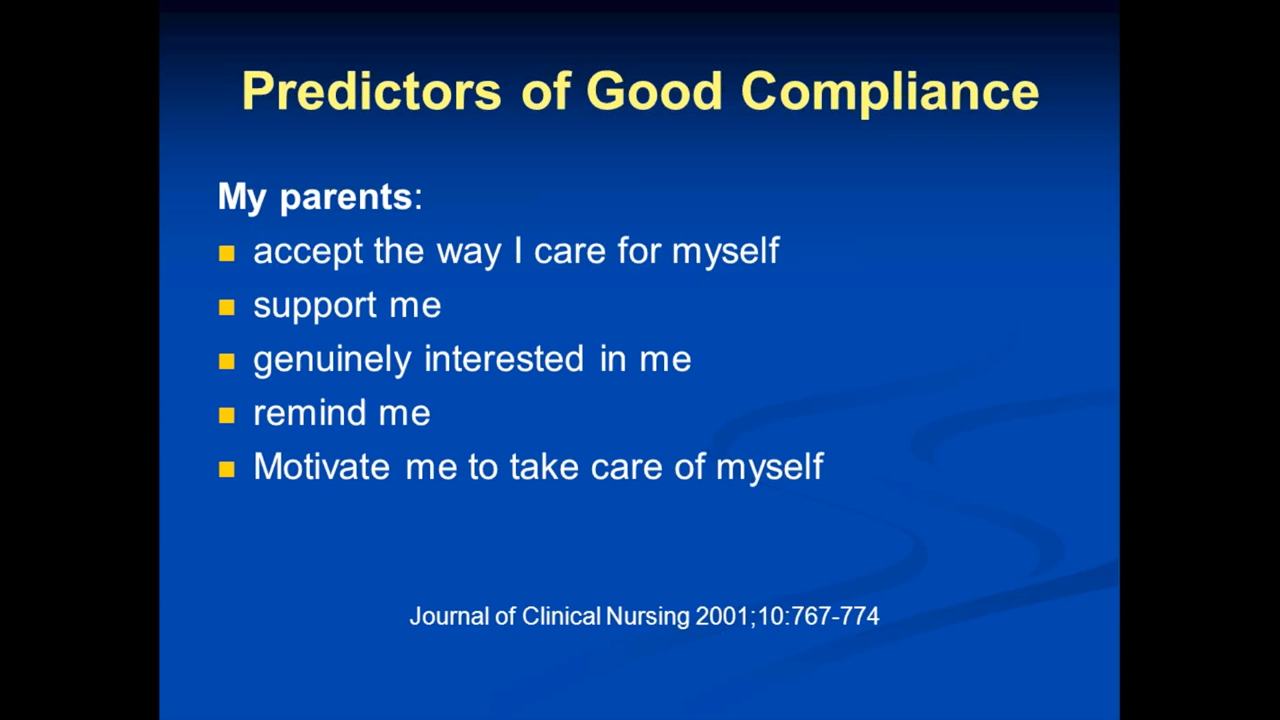 Predictors of Good Compliance
My parents:
accept the way I care for myself
support me
genuinely interested in me
remind me
Motivate me to take care of myself
Journal of Clinical Nursing 2001;10:767-774